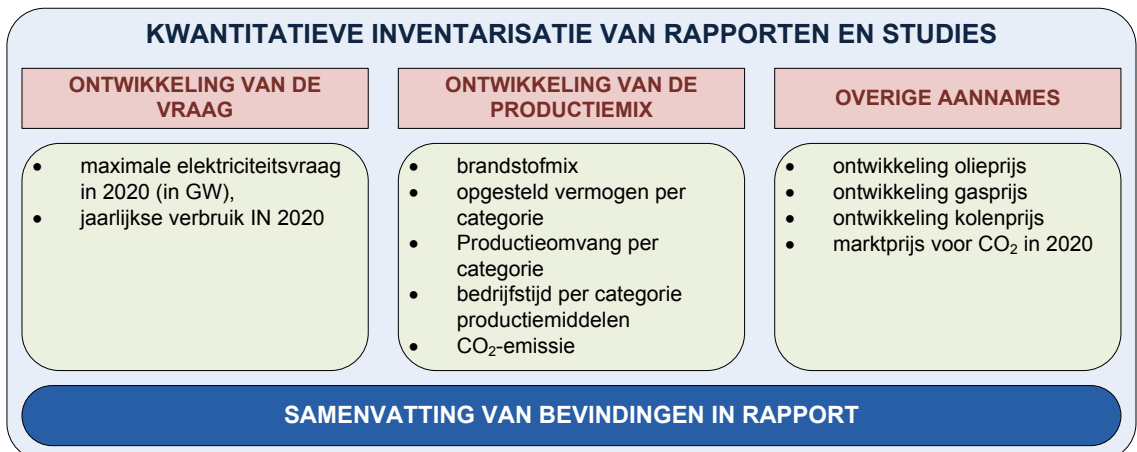 KWANTITATIEVE INVENTARISATIE VAN RAPPORTEN EN STUDIES
ONTWIKKELING VAN DE
VRAAG
• maximale elektriciteitsvraag
in 2020 (in GW),
• jaarlijkse verbruik IN 2020
ONTWIKKELING VAN DE
PRODUCTIEMIX
• brandstofmix
• opgesteld vermogen per
categorie
• Productieomvang per
categorie
• bedrijfstijd per categorie
productiemiddelen
• CO₂-emissie
OVERIGE AANNAMES
• ontwikkeling olieprijs
• ontwikkeling gasprijs
• ontwikkeling kolenprijs
• marktprijs voor CO₂ in 2020
SAMENVATTING VAN BEVINDINGEN IN RAPPORT